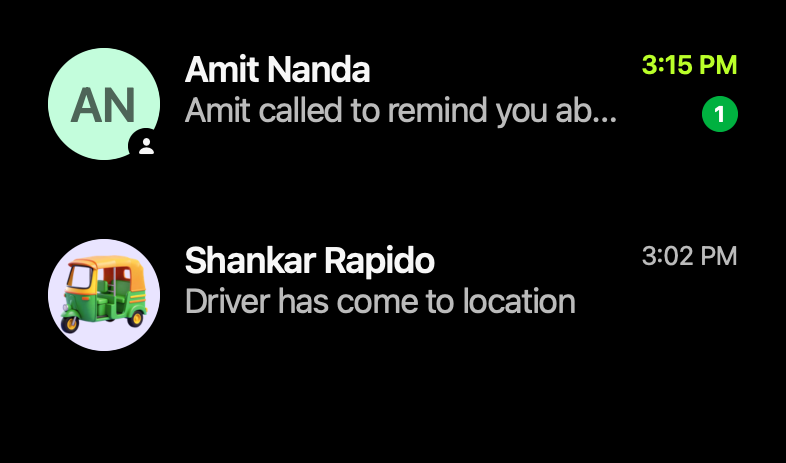 AN
Amit Nanda
3:15 PM
Amit called to remind you ab...
1
Shankar Rapido
3:02 PM
Driver has come to location